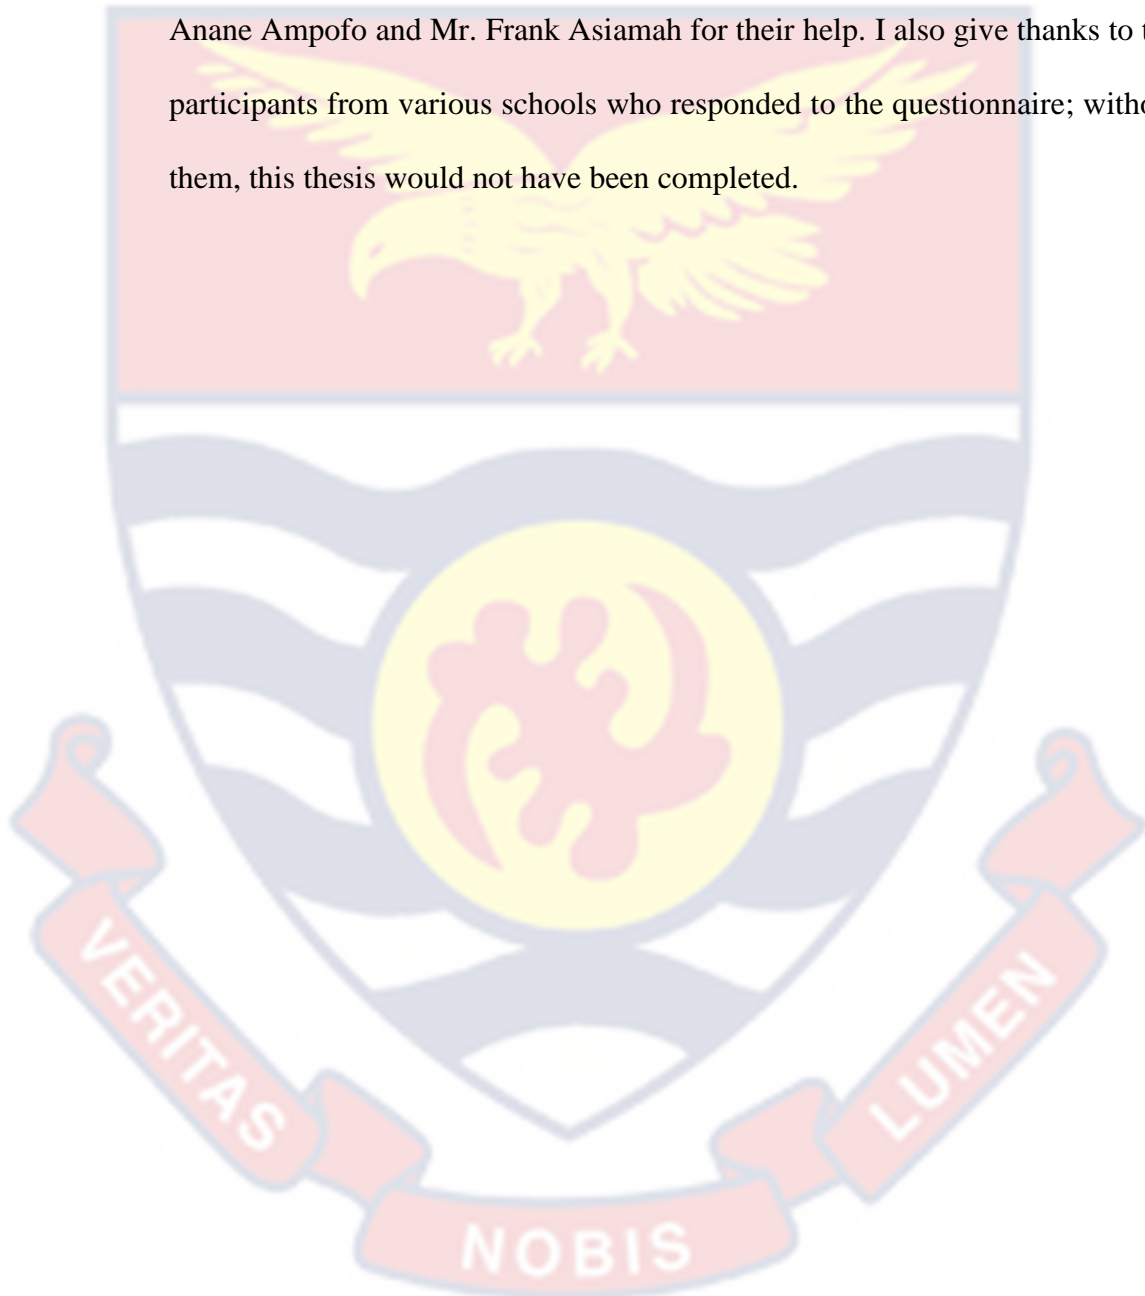 Anane Ampofo and Mr. Frank Asiamah for their help. I also give thanks to
participants from various schools who responded to the questionnaire;
them, this thesis would not have been completed.
VERITAS
NOBIS
LUMEN